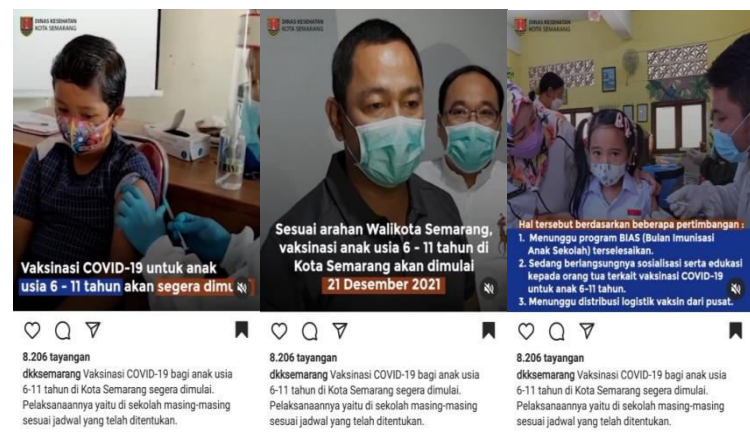 DINAS KESEHATAN
KOTA SEMARANG
Vaksinasi COVID-19 untuk anak
usia 6 - 11 tahun akan segera dimu
8.206 tayangan
dkksemarang Vaksinasi COVID-19 bagi anak usia
6-11 tahun di Kota Semarang segera dimulai.
Pelaksanaannya yaitu di sekolah masing-masing
sesuai jadwal yang telah ditentukan.
DINAS KESEHATAN
KOTA SEMARANG
Sesuai arahan Walikota Semarang,
vaksinasi anak usia 6 - 11 tahun di
Kota Semarang akan dimulai
21 Desember 2021
8.206 tayangan
dkksemarang Vaksinasi COVID-19 bagi anak usia
6-11 tahun di Kota Semarang segera dimulai.
Pelaksanaannya yaitu di sekolah masing-masing
sesuai jadwal yang telah ditentukan.
DINAS KESEHATAN
KOTA SEMARANG
Hal tersebut berdasarkan beberapa pertimbangan :
1. Menunggu program BIAS (Bulan Imunisasi
Anak Sekolah) terselesaikan.
2. Sedang berlangsungnya sosialisasi serta edukasi
kepada orang tua terkait vaksinasi COVID-19
untuk anak 6-11 tahun.
3. Menunggu distribusi logistik vaksin dari pusat.
8.206 tayangan
dkksemarang Vaksinasi COVID-19 bagi anak usia
6-11 tahun di Kota Semarang segera dimulai.
Pelaksanaannya yaitu di sekolah masing-masing
sesuai jadwal yang telah ditentukan.